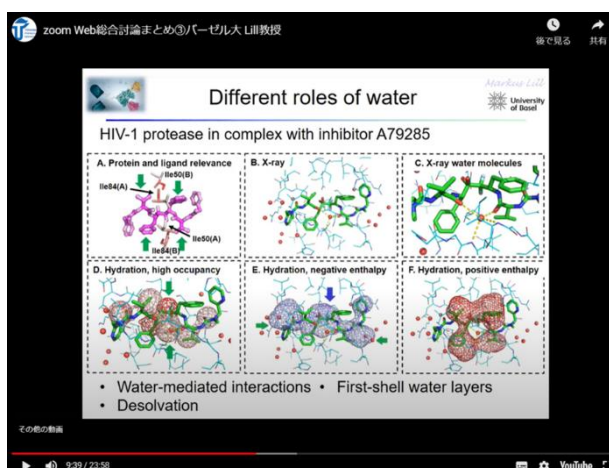 zoom Web総合討論まとめ③バーゼル大 Lill教授
後で見る 共有
Markus Lill
Different roles of water
University of Basel
HIV-1 protease in complex with inhibitor A79285
A. Protein and ligand relevance
Ile50(B)
Ile84(A)
Ile50(A)
Ile84(B)
B. X-ray
C. X-ray water molecules
D. Hydration, high occupancy
E. Hydration, negative enthalpy
F. Hydration, positive enthalpy
• Water-mediated interactions • First-shell water layers
• Desolvation
その他の動画
9:39 / 23:58
YouTube